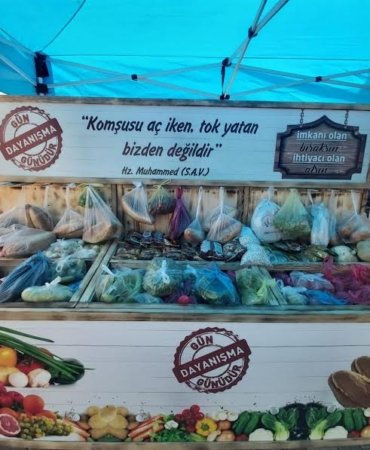 GÜN
DAYANIŞMA
GÜNÜDÜR
"Komşusu aç iken, tok yatan
bizden değildir"
Hz. Muhammed (S.A.V.)
imkanı olan
bıraksın
ihtiyacı olan
alsın
GÜN
DAYANIŞMA
GÜNÜDÜR